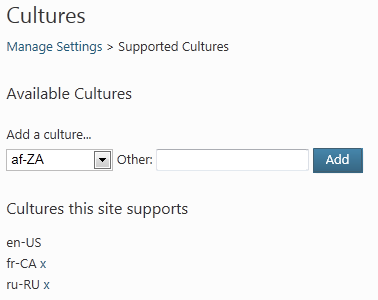 Cultures
Manage Settings > Supported Cultures
Available Cultures
Add a culture...
af-ZA Other: Add
Cultures this site supports
en-US
fr-CA x
ru-RU x